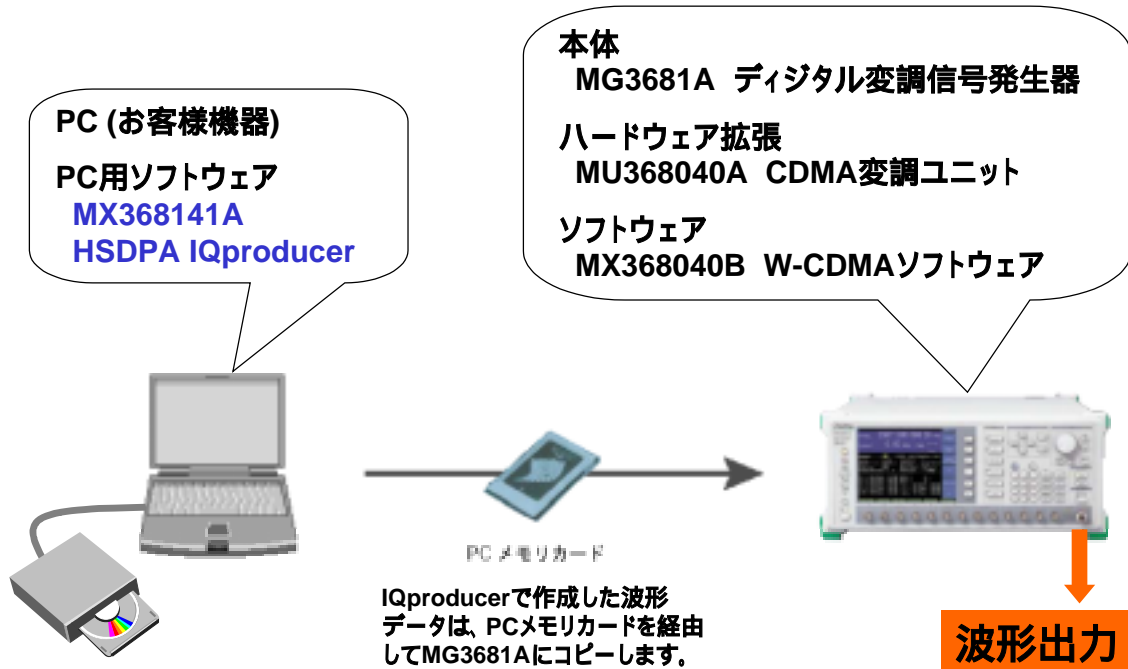 PC (お客様機器)
PC用ソフトウェア
MX368141A
HSDPA IQproducer
本体
MG3681A ディジタル変調信号発生器
ハードウェア拡張
MU368040A CDMA変調ユニット
ソフトウェア
MX368040B W-CDMAソフトウェア
PC メモリカード
IQproducerで作成した波形
データは、PCメモリカードを経由
してMG3681Aにコピーします。
波形出力